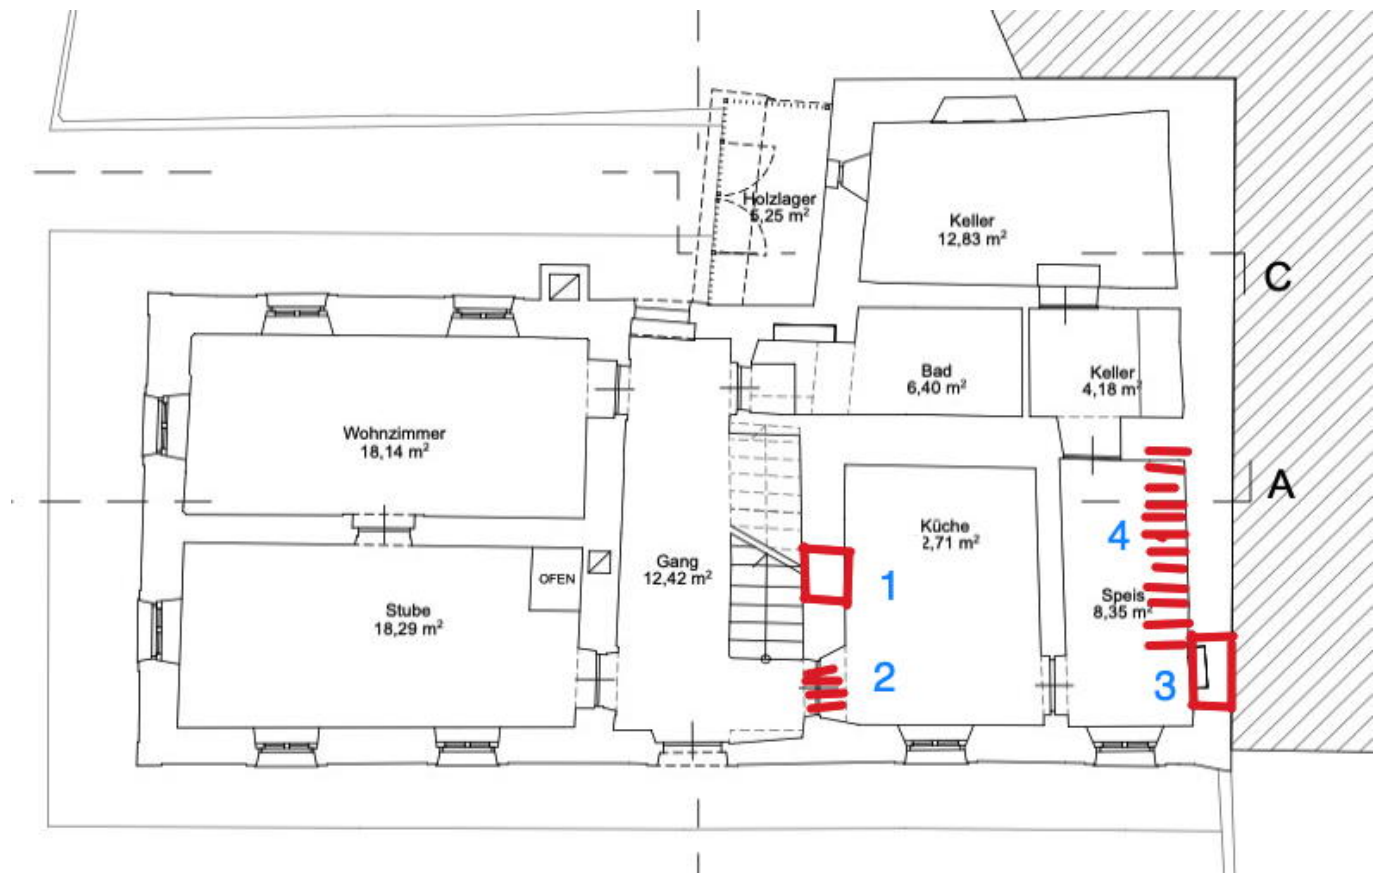 Holzlager
5,25 m²
Keller
12,83 m²
C
Bad
6,40 m²
Keller
4,18 m²
Wohnzimmer
18,14 m²
A
Küche
2,71 m²
4
Gang
12,42 m²
OFEN
1
Speis
8,35 m²
Stube
18,29 m²
2
3